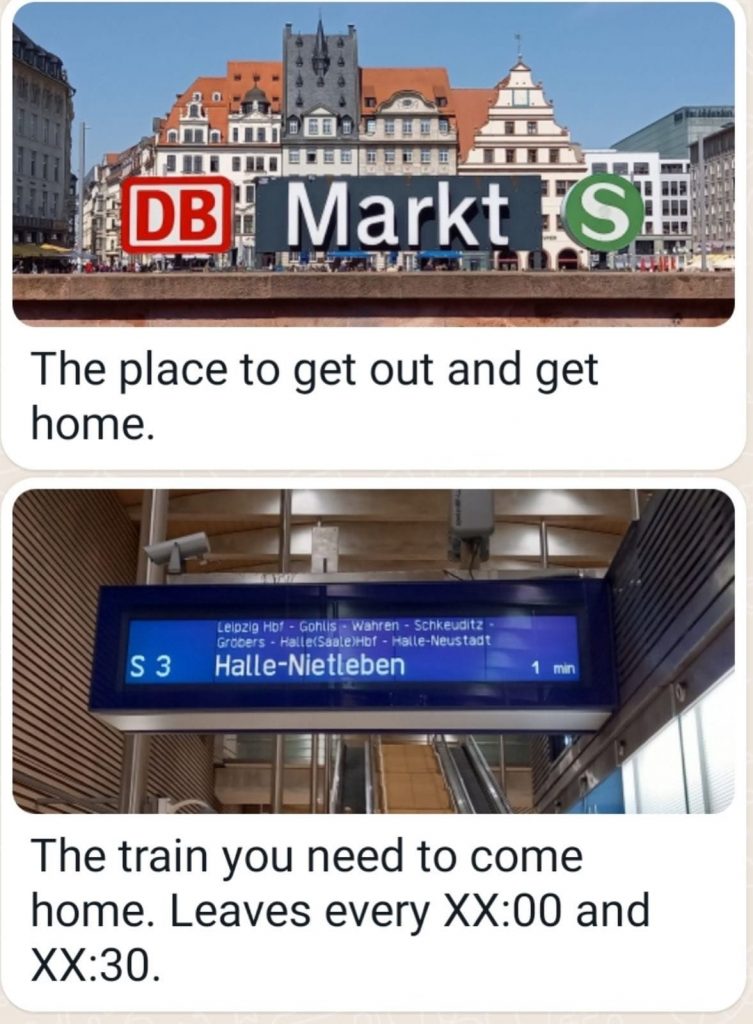 DB Markt S
The place to get out and get
home.
Leipzig Hbf - Gohlis - Wahren - Schkeuditz -
Gröbers - Halle(Saale)Hbf - Halle-Neustadt
S 3 Halle-Nietleben 1 min
The train you need to come
home. Leaves every XX:00 and
XX:30.